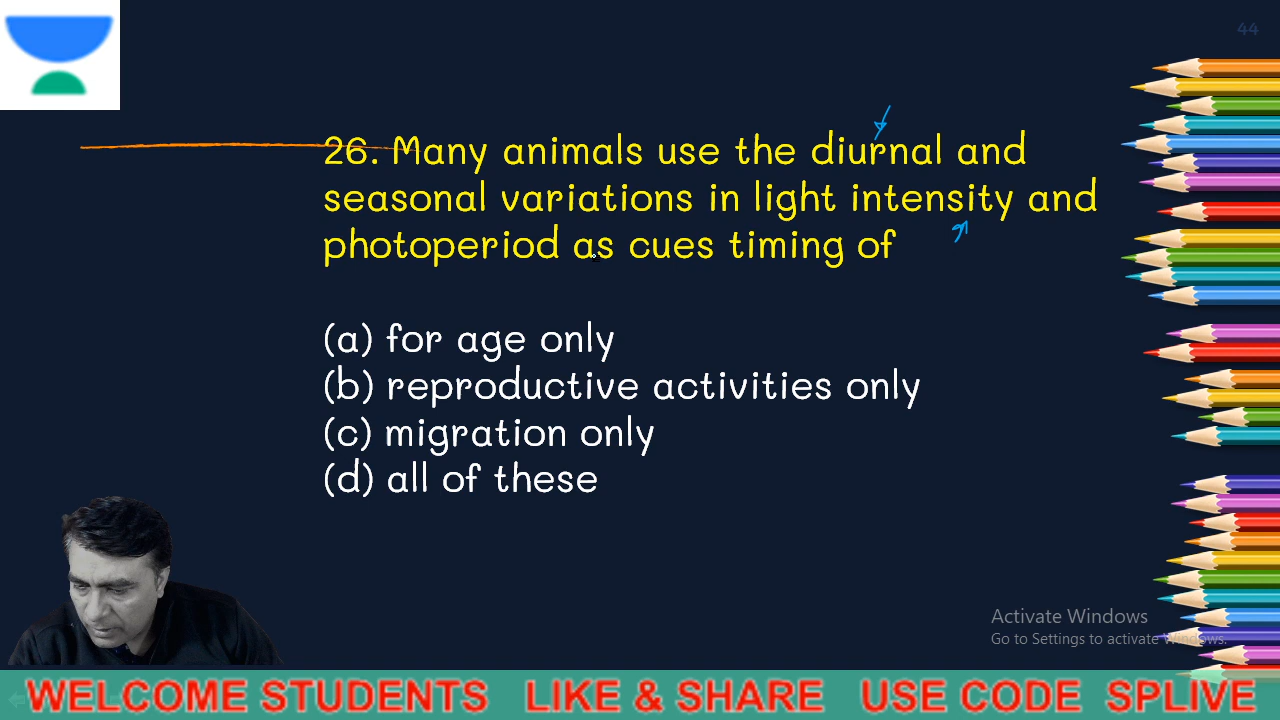 44
26. Many animals use the diurnal and
seasonal variations in light intensity and
photoperiod as cues timing of
(a) for age only
(b) reproductive activities only
(c) migration only
(d) all of these
Activate Windows
Go to Settings to activate Windows.
WELCOME STUDENTS LIKE & SHARE USE CODE SPLIVE